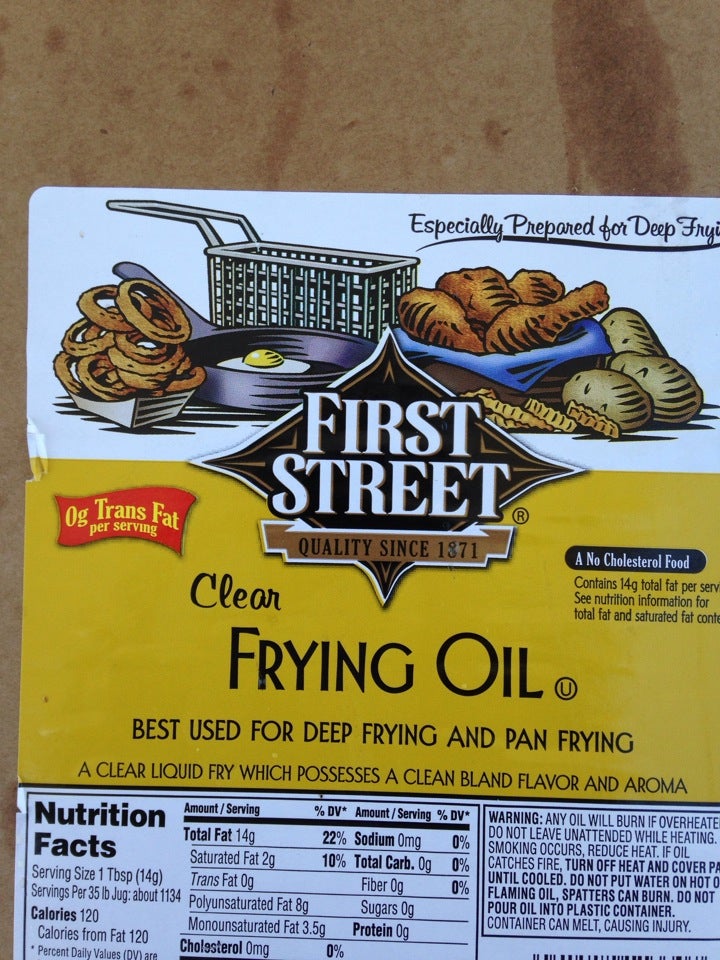 Especially Prepared for Deep
FIRST
STREET®
QUALITY SINCE 1871
0g Trans Fat
per serving
A No Cholesterol Food
Contains 14g total fat per
See nutrition information for
total fat and saturated fat
Clear
FRYING OIL Ⓤ
BEST USED FOR DEEP FRYING AND PAN FRYING
A CLEAR LIQUID FRY WHICH POSSESSES A CLEAN BLAND FLAVOR AND AROMA
Nutrition
Facts
Serving Size 1 Tbsp (14g)
Servings Per 35 lb Jug: about 1134
Calories 120
Calories from Fat 120
* Percent Daily Values (DV) are
Amount / Serving % DV* Amount / Serving % DV*
Total Fat 14g 22% Sodium 0mg 0%
Saturated Fat 2g 10% Total Carb. 0g 0%
Trans Fat 0g Fiber 0g 0%
Polyunsaturated Fat 8g Sugars 0g
Monounsaturated Fat 3.5g Protein 0g
Cholesterol 0mg 0%
WARNING: ANY OIL WILL BURN IF
DO NOT LEAVE UNATTENDED WHILE HEATING.
SMOKING OCCURS, REDUCE HEAT. IF OIL
CATCHES FIRE, TURN OFF HEAT AND COVER
UNTIL COOLED. DO NOT PUT WATER ON HOT
FLAMING OIL, SPATTERS CAN BURN. DO NOT
POUR OIL INTO PLASTIC CONTAINER.
CONTAINER CAN MELT, CAUSING INJURY.